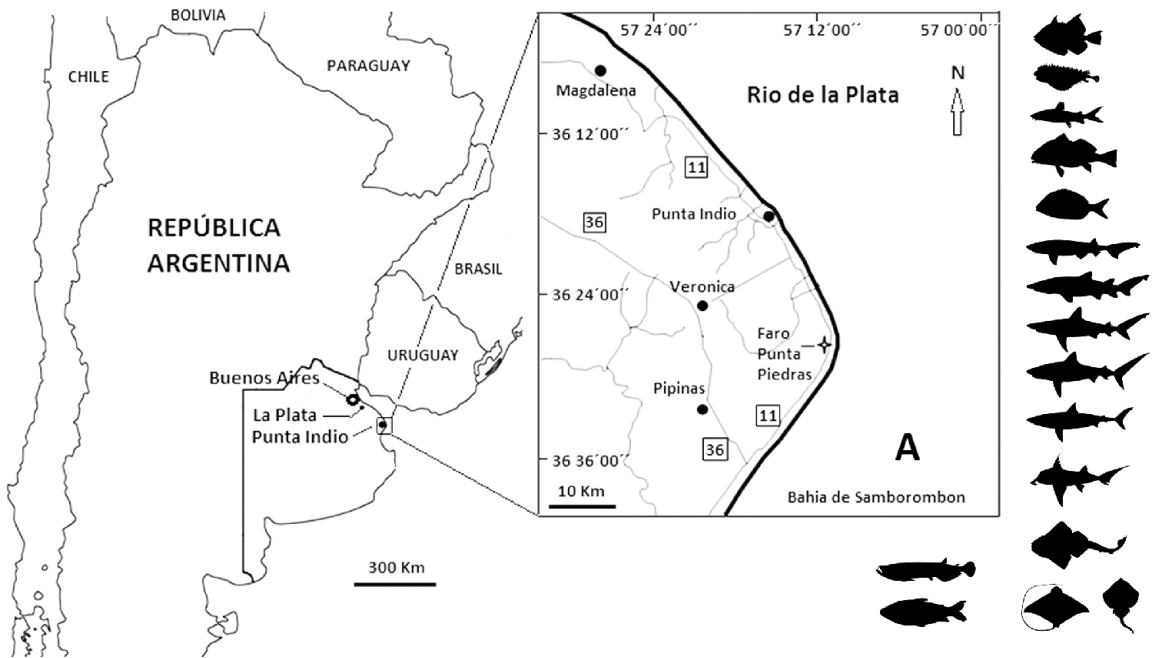 BOLIVIA
CHILE
PARAGUAY
REPÚBLICA
ARGENTINA
BRASIL
URUGUAY
Buenos Aires
La Plata
Punta Indio
300 Km
57 24´00´´
57 12´00´´
57 00´00´´
Magdalena
Rio de la Plata
N
36 12´00´´
11
Punta Indio
36
Veronica
36 24´00´´
Faro
Punta
Piedras
Pipinas
11
36
A
36 36´00´´
10 Km
Bahia de Samborombon